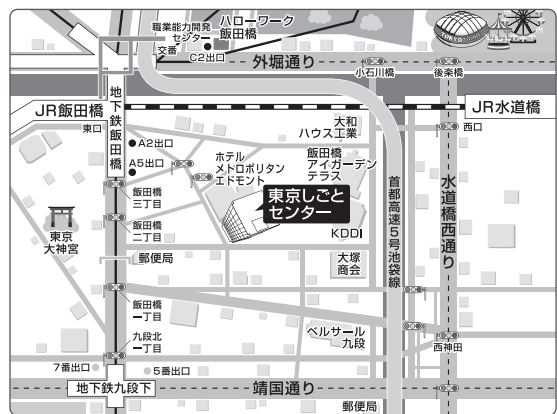 職業能力開発
センター
交番
ハローワーク
飯田橋
C2出口
TOKYO
外堀通り
小石川橋
後楽橋
JR飯田橋
地下鉄飯田橋
JR水道橋
東口
西口
A2出口
A5出口
大和
ハウス工業
ホテル
メトロポリタン
エドモント
飯田橋
アイガーデン
テラス
東京しごと
センター
KDDI
首都高速5号池袋線
水道橋西通り
飯田橋
三丁目
飯田橋
二丁目
東京
大神宮
郵便局
大塚
商会
飯田橋
一丁目
ベルサール
九段
九段北
一丁目
西神田
7番出口
5番出口
地下鉄九段下
靖国通り
郵便局